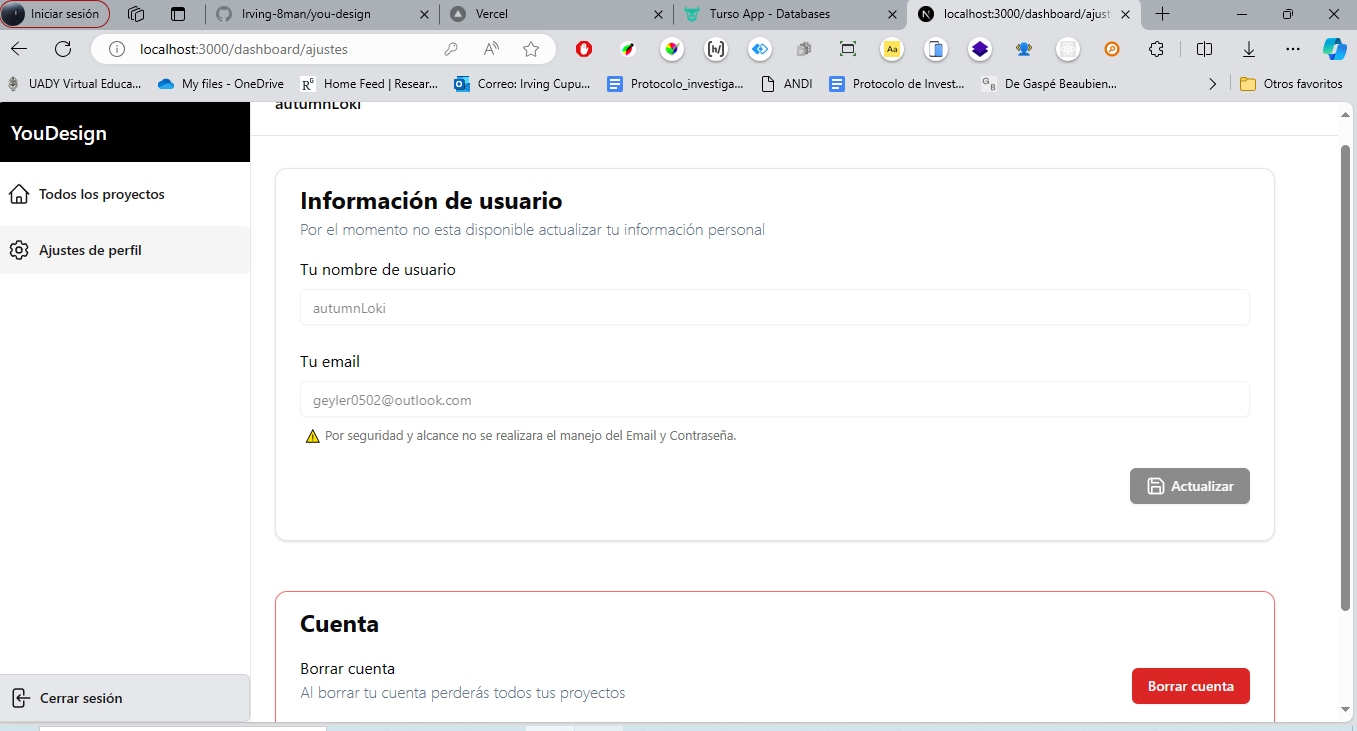 Iniciar sesión
Irving-8man/you-design
Vercel
Turso App - Databases
localhost:3000/dashboard/ajust
localhost:3000/dashboard/ajustes
UADY Virtual Educa...
My files - OneDrive
Home Feed | Resear...
Correo: Irving Cupu...
Protocolo_investiga...
ANDI
Protocolo de Invest...
De Gaspé Beaubien...
Otros favoritos
autumnLoki
YouDesign
Todos los proyectos
Ajustes de perfil
Cerrar sesión
Información de usuario
Por el momento no esta disponible actualizar tu información personal
Tu nombre de usuario
autumnLoki
Tu email
geyler0502@outlook.com
Por seguridad y alcance no se realizara el manejo del Email y Contraseña.
Actualizar
Cuenta
Borrar cuenta
Al borrar tu cuenta perderás todos tus proyectos
Borrar cuenta